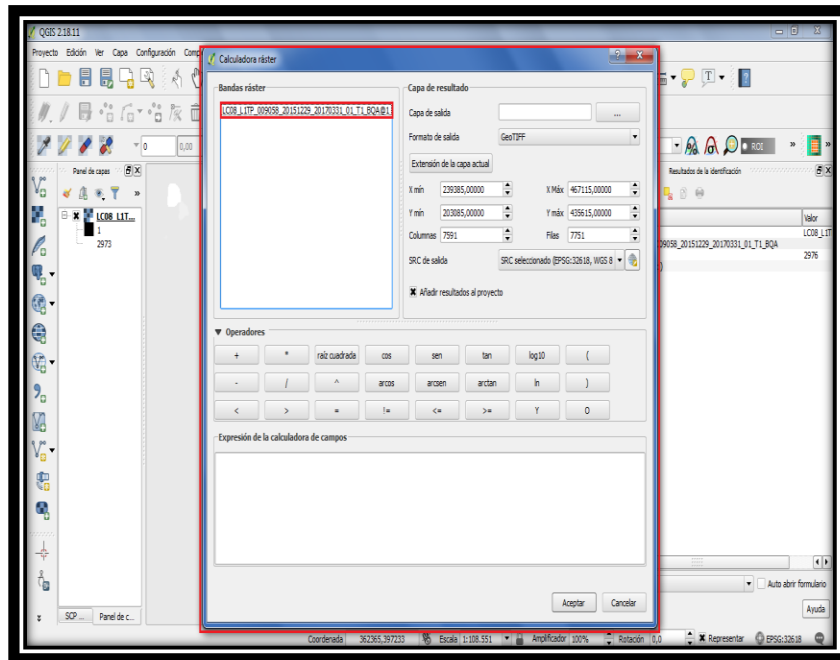 QGIS 2.18.11
Proyecto Edición Ver Capa Configuración Comp
0 0,00
ROI
Panel de capas
LC08_L1T...
1
2973
SCP ... Panel de c...
Calculadora ráster
Bandas ráster
LC08_L1TP_009058_20151229_20170331_01_T1_BQA@1
Capa de resultado
Capa de salida ...
Formato de salida GeoTIFF
Extensión de la capa actual
X mín 239385,00000 X Máx 467115,00000
Y mín 203085,00000 Y máx 435615,00000
Columnas 7591 Filas 7751
SRC de salida SRC seleccionado (EPSG:32618, WGS 8
Añadir resultados al proyecto
Operadores
+ * raíz cuadrada cos sen tan log10 (
- / ^ arcos arcsen arctan ln )
< > = != <= >= Y O
Expresión de la calculadora de campos
Aceptar Cancelar
Resultados de la identificación
Valor
LC08_L1T
09058_20151229_20170331_01_T1_BQA
2976
Auto abrir formulario
Ayuda
Coordenada 362365,397233 Escala 1:108.551 Amplificador 100% Rotación 0,0 Representar EPSG:32618